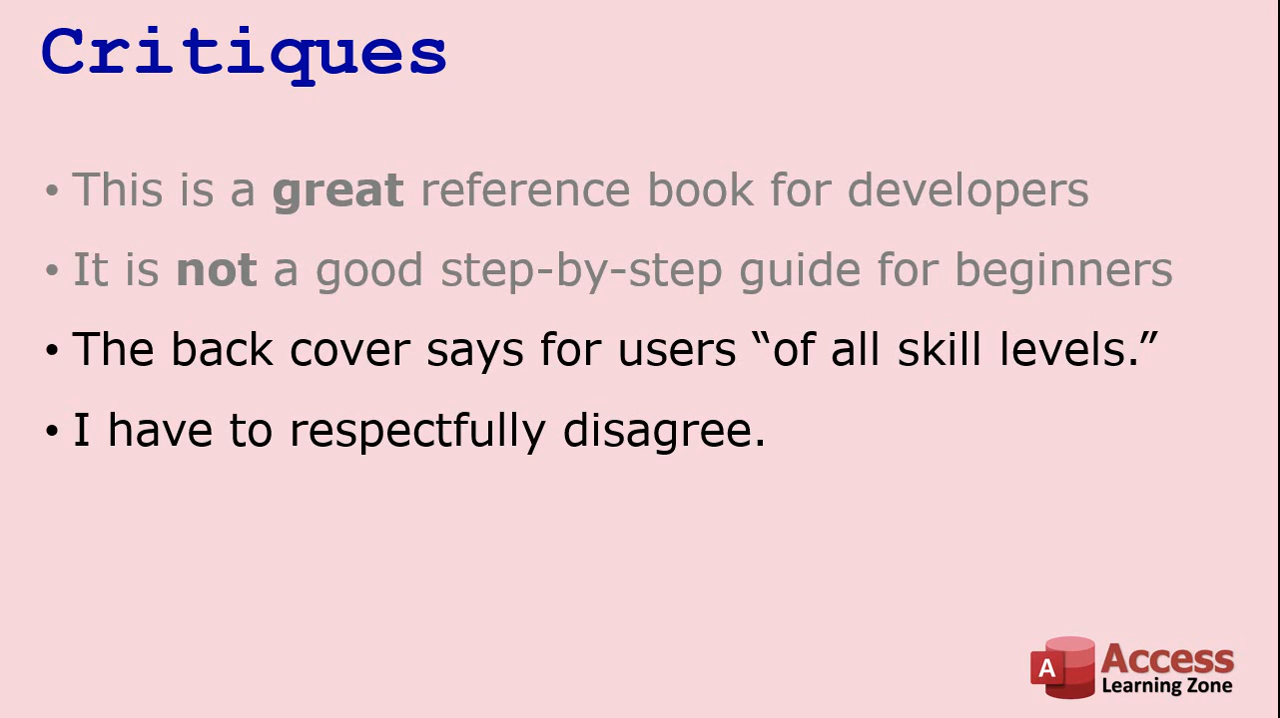 Critiques
• This is a great reference book for developers
• It is not a good step-by-step guide for beginners
• The back cover says for users “of all skill levels.”
• I have to respectfully disagree.
A Access
Learning Zone